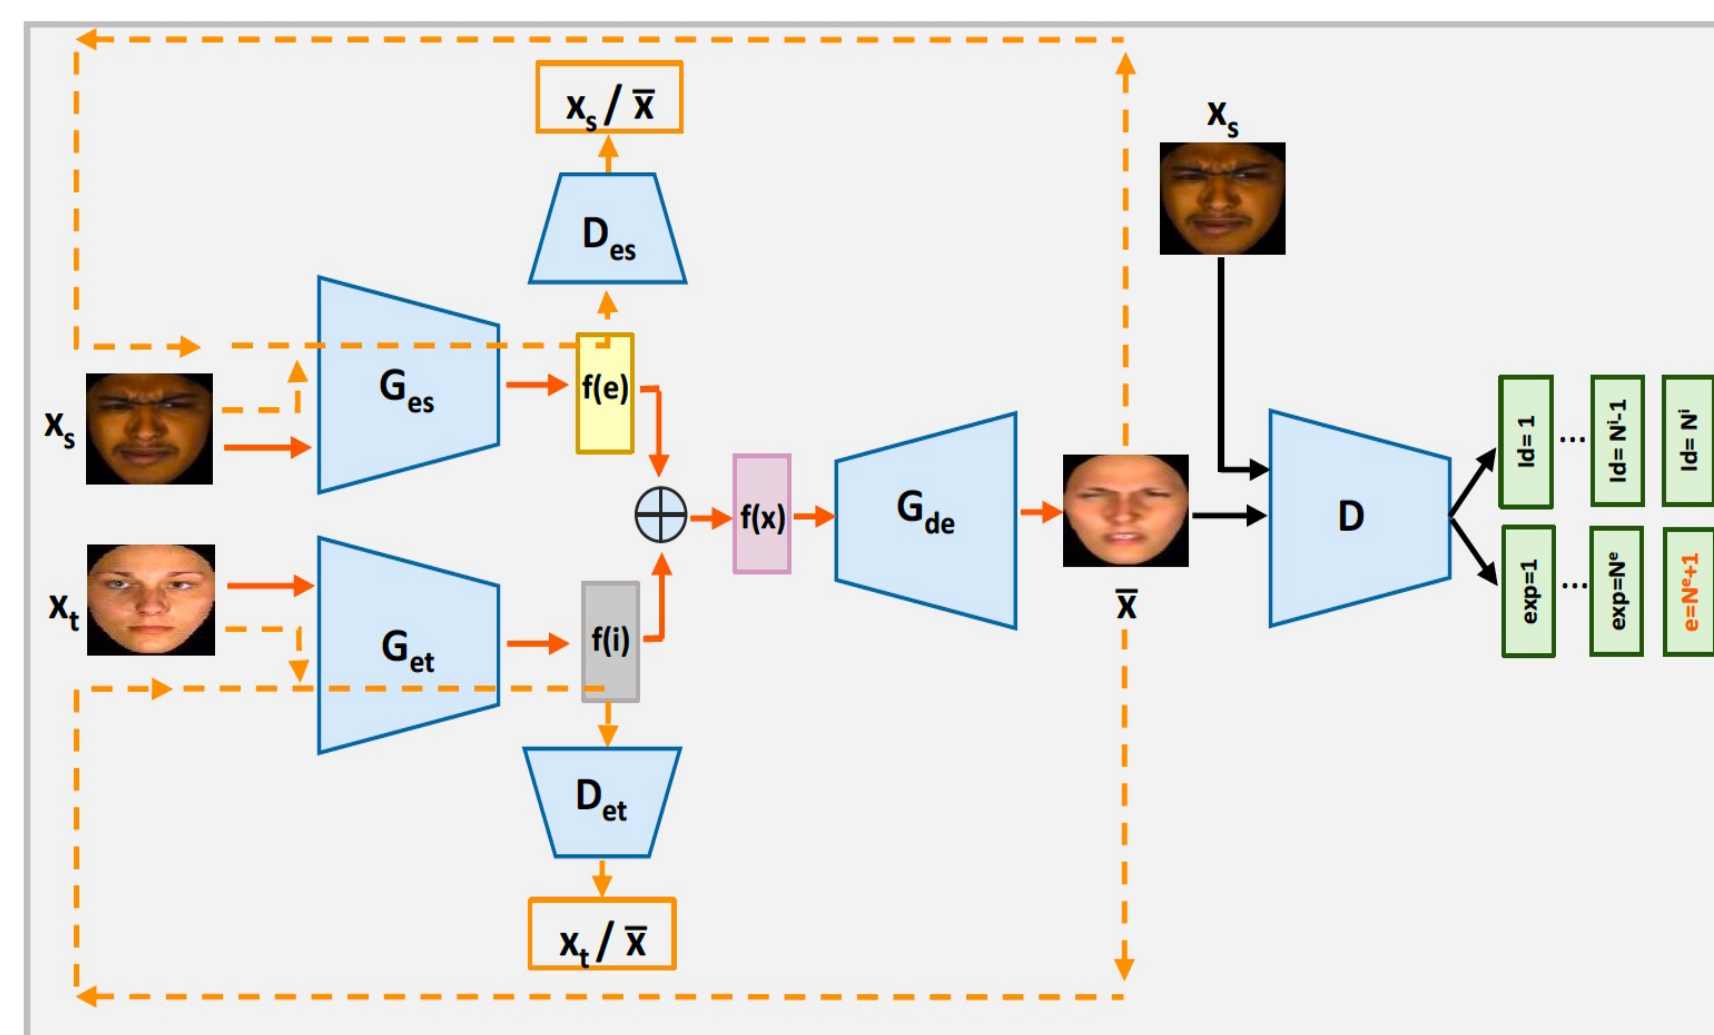 x_s / x̅
x_s
D_es
G_es
f(e)
x_s
Id= 1
...
Id= N^i-1
Id= N^i
G_de
f(x)
D
x_t
G_et
f(i)
x̅
exp=1
...
exp=N^e
e=N^e+1
D_et
x_t / x̅